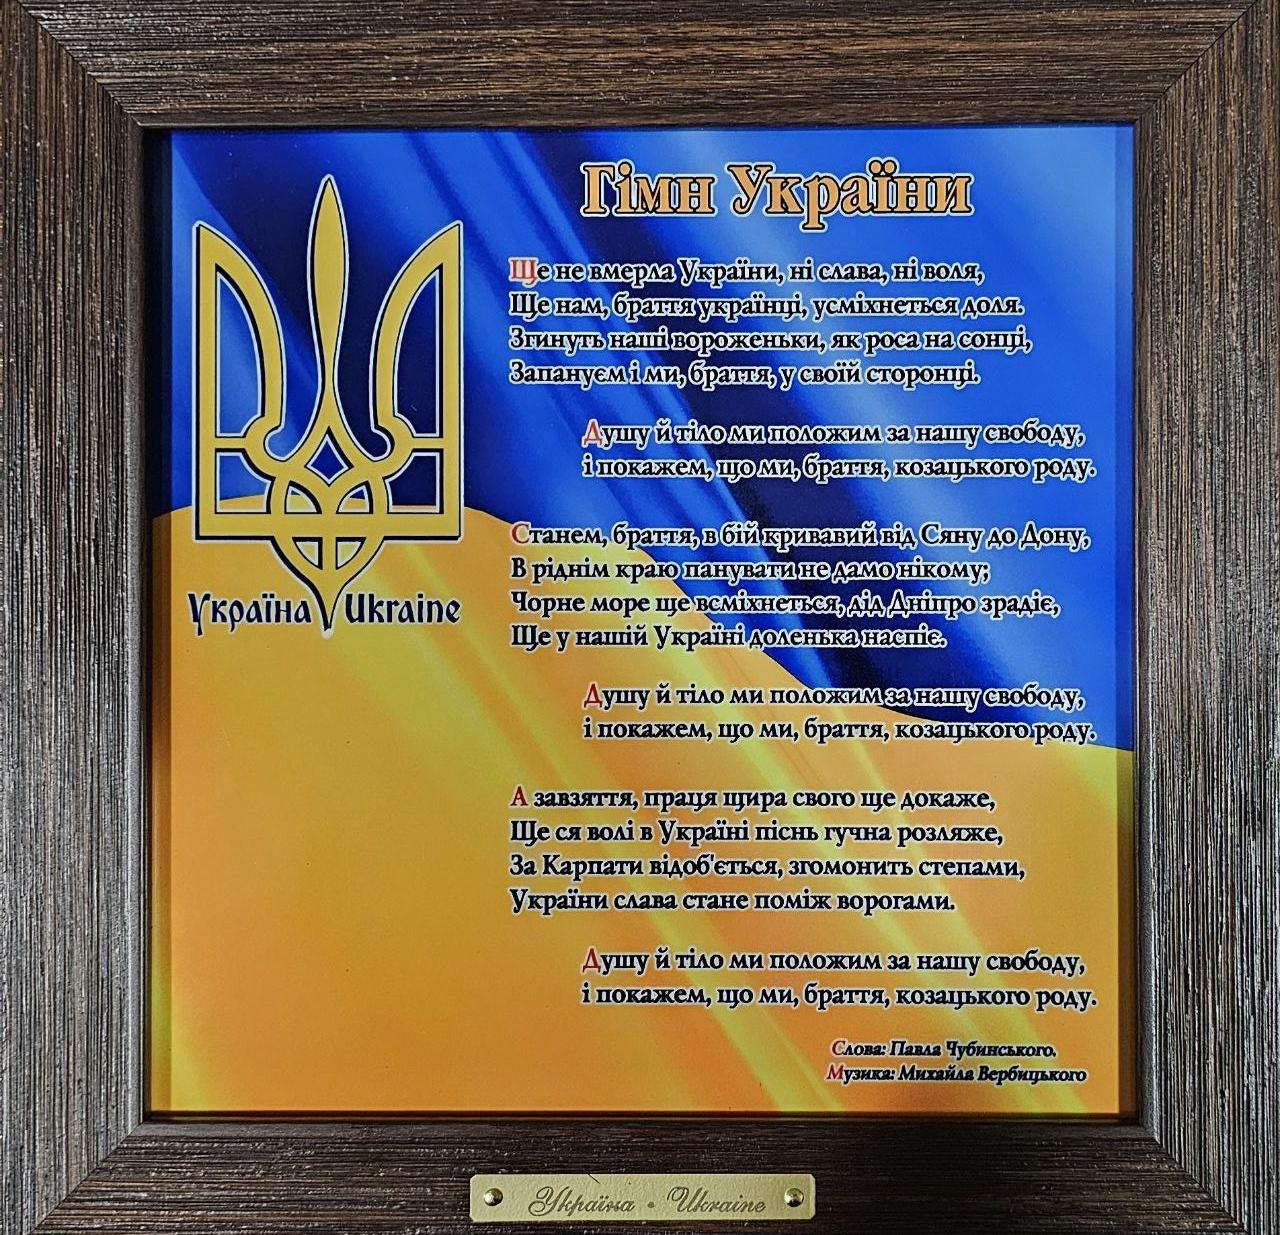 Гімн України
Ще не вмерла України, ні слава, ні воля,
Ще нам, браття українці, усміхнеться доля.
Згинуть наші вороженьки, як роса на сонці,
Запануєм і ми, браття, у своїй сторонці.
Душу й тіло ми положим за нашу свободу,
і покажем, що ми, браття, козацького роду.
Станем, браття, в бій кривавий від Сяну до Дону,
В ріднім краю панувати не дамо нікому;
Чорне море ще всміхнеться, дід Дніпро зрадіє,
Ще у нашій Україні доленька наспіє.
Душу й тіло ми положим за нашу свободу,
і покажем, що ми, браття, козацького роду.
А завзяття, праця щира свого ще докаже,
Ще ся волі в Україні піснь гучна розляже,
За Карпати відоб'ється, згомонить степами,
України слава стане поміж ворогами.
Душу й тіло ми положим за нашу свободу,
і покажем, що ми, браття, козацького роду.
Слова: Павла Чубинського.
Музика: Михайла Вербицького
Україна Ukraine
Україна • Ukraine